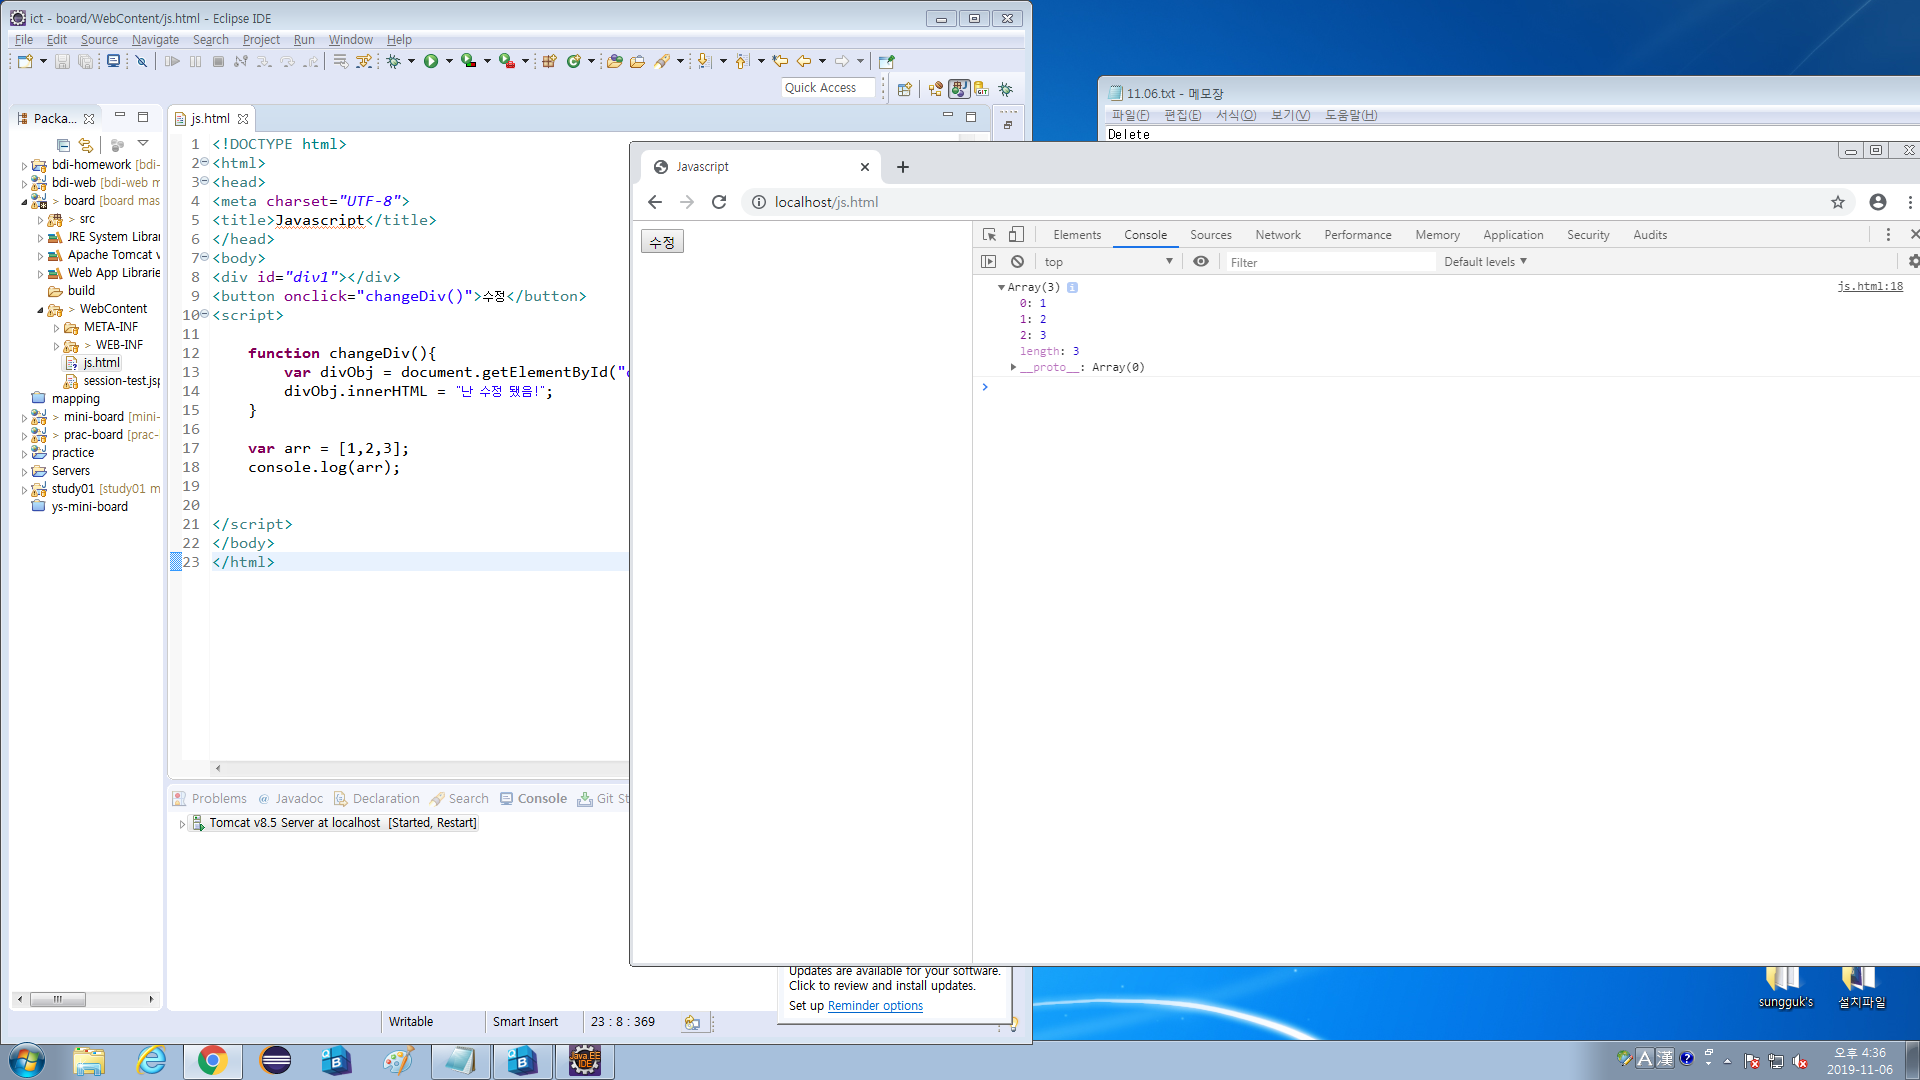 ict - board/WebContent/js.html - Eclipse IDE
File Edit Source Navigate Search Project Run Window Help
Quick Access
Packa...
bdi-homework [bdi-
bdi-web [bdi-web m
> board [board mas
> src
JRE System Librar
Apache Tomcat v
Web App Librarie
build
> WebContent
META-INF
> WEB-INF
js.html
session-test.jsp
mapping
> mini-board [mini-
> prac-board [prac-
practice
Servers
study01 [study01 m
ys-mini-board
js.html
1 <!DOCTYPE html>
2 <html>
3 <head>
4 <meta charset="UTF-8">
5 <title>Javascript</title>
6 </head>
7 <body>
8 <div id="div1"></div>
9 <button onclick="changeDiv()">수정</button>
10 <script>
11
12 function changeDiv(){
13 var divObj = document.getElementById("
14 divObj.innerHTML = "난 수정 됐음!";
15 }
16
17 var arr = [1,2,3];
18 console.log(arr);
19
20
21 </script>
22 </body>
23 </html>
Problems @ Javadoc Declaration Search Console Git St
Tomcat v8.5 Server at localhost [Started, Restart]
Writable Smart Insert 23 : 8 : 369
Updates are available for your software.
Click to review and install updates.
Set up Reminder options
11.06.txt - 메모장
파일(F) 편집(E) 서식(O) 보기(V) 도움말(H)
Delete
Javascript
localhost/js.html
수정
Elements Console Sources Network Performance Memory Application Security Audits
top Filter Default levels
Array(3) js.html:18
0: 1
1: 2
2: 3
length: 3
__proto__: Array(0)
sungguk's
설치파일
Java EE
IDE
A 漢
오후 4:36
2019-11-06